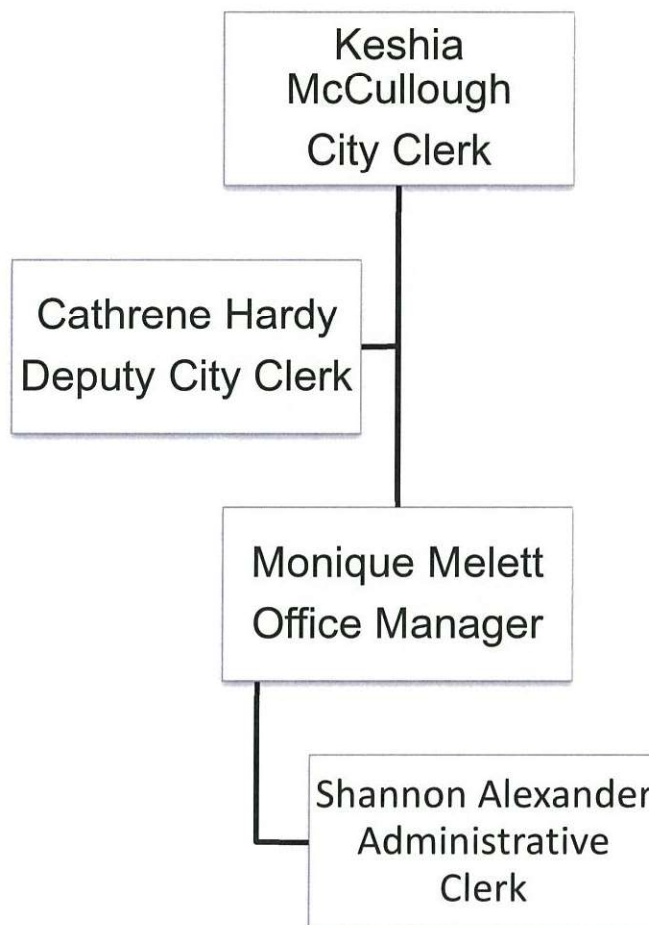 Keshia
McCullough
City Clerk
Cathrene Hardy
Deputy City Clerk
Monique Melett
Office Manager
Shannon Alexander
Administrative
Clerk